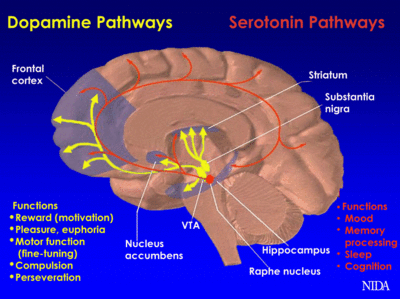 Dopamine Pathways
Serotonin Pathways
Frontal
cortex
Striatum
Substantia
nigra
Functions
•Reward (motivation)
•Pleasure, euphoria
•Motor function
(fine-tuning)
•Compulsion
•Perseveration
VTA
Nucleus
accumbens
Hippocampus
Raphe nucleus
•Functions
• Mood
• Memory
processing
• Sleep
• Cognition
NIDA